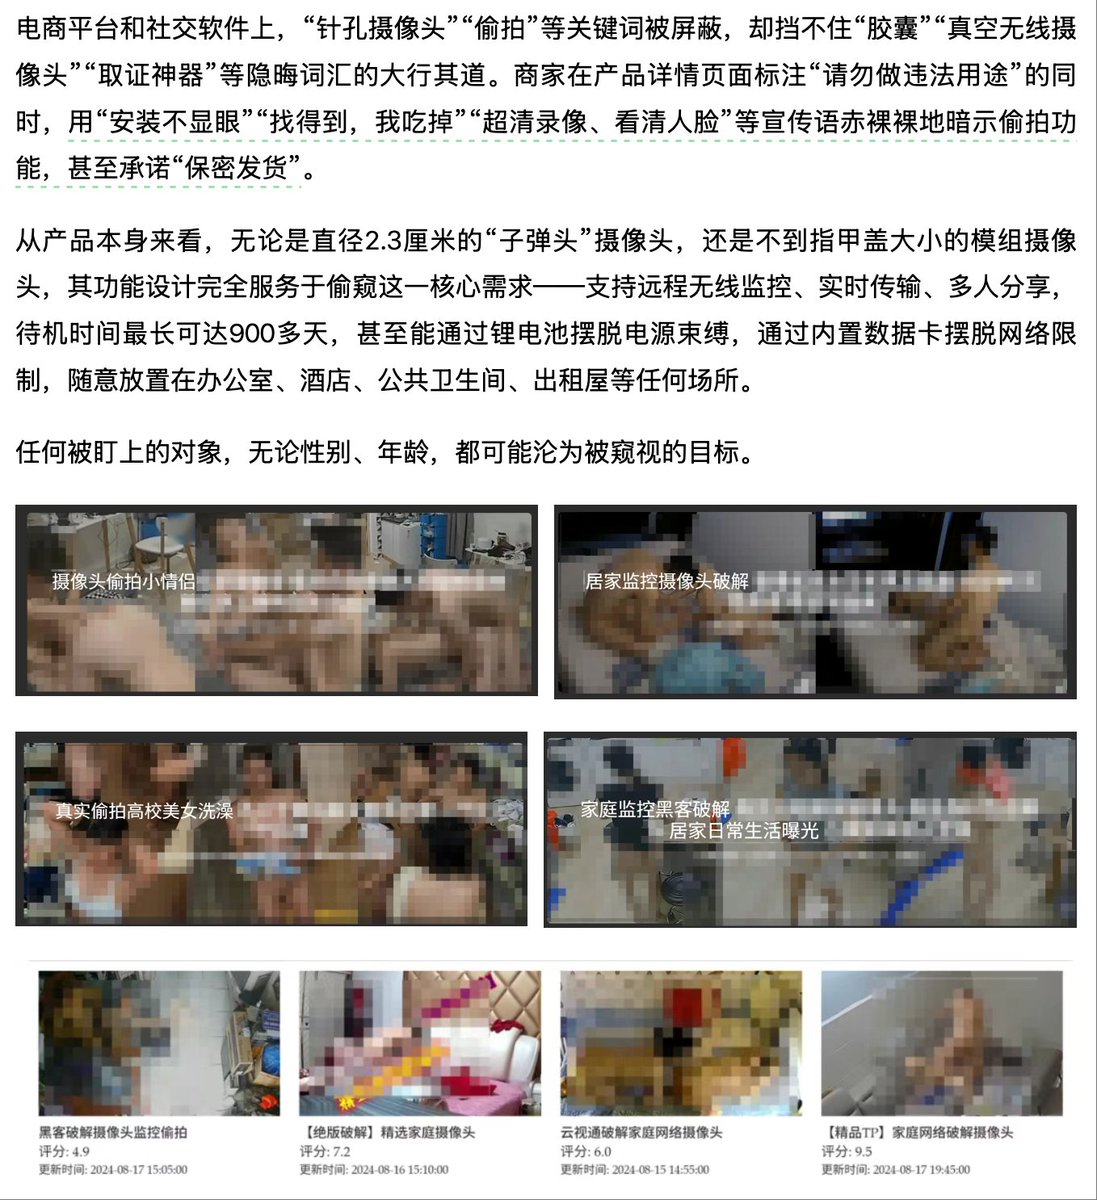 电商平台和社交软件上，“针孔摄像头”“偷拍”等关键词被屏蔽，却挡不住“胶囊”“真空无线摄
像头”“取证神器”等隐晦词汇的大行其道。商家在产品详情页面标注“请勿做违法用途”的同
时，用“安装不显眼”“找得到，我吃掉”“超清录像、看清人脸”等宣传语赤裸裸地暗示偷拍功
能，甚至承诺“保密发货”。
从产品本身来看，无论是直径2.3厘米的“子弹头”摄像头，还是不到指甲盖大小的模组摄像
头，其功能设计完全服务于偷窥这一核心需求——支持远程无线监控、实时传输、多人分享，
待机时间最长可达900多天，甚至能通过锂电池摆脱电源束缚，通过内置数据卡摆脱网络限
制，随意放置在办公室、酒店、公共卫生间、出租屋等任何场所。
任何被盯上的对象，无论性别、年龄，都可能沦为被窥视的目标。
摄像头偷拍小情侣
居家监控摄像头破解
真实偷拍高校美女洗澡
家庭监控黑客破解
居家日常生活曝光
黑客破解摄像头监控偷拍
评分: 4.9
更新时间: 2024-08-17 15:05:00
【绝版破解】精选家庭摄像头
评分: 7.2
更新时间: 2024-08-16 15:10:00
云视通破解家庭网络摄像头
评分: 6.0
更新时间: 2024-08-15 14:55:00
【精品TP】家庭网络破解摄像头
评分: 9.5
更新时间: 2024-08-17 19:45:00